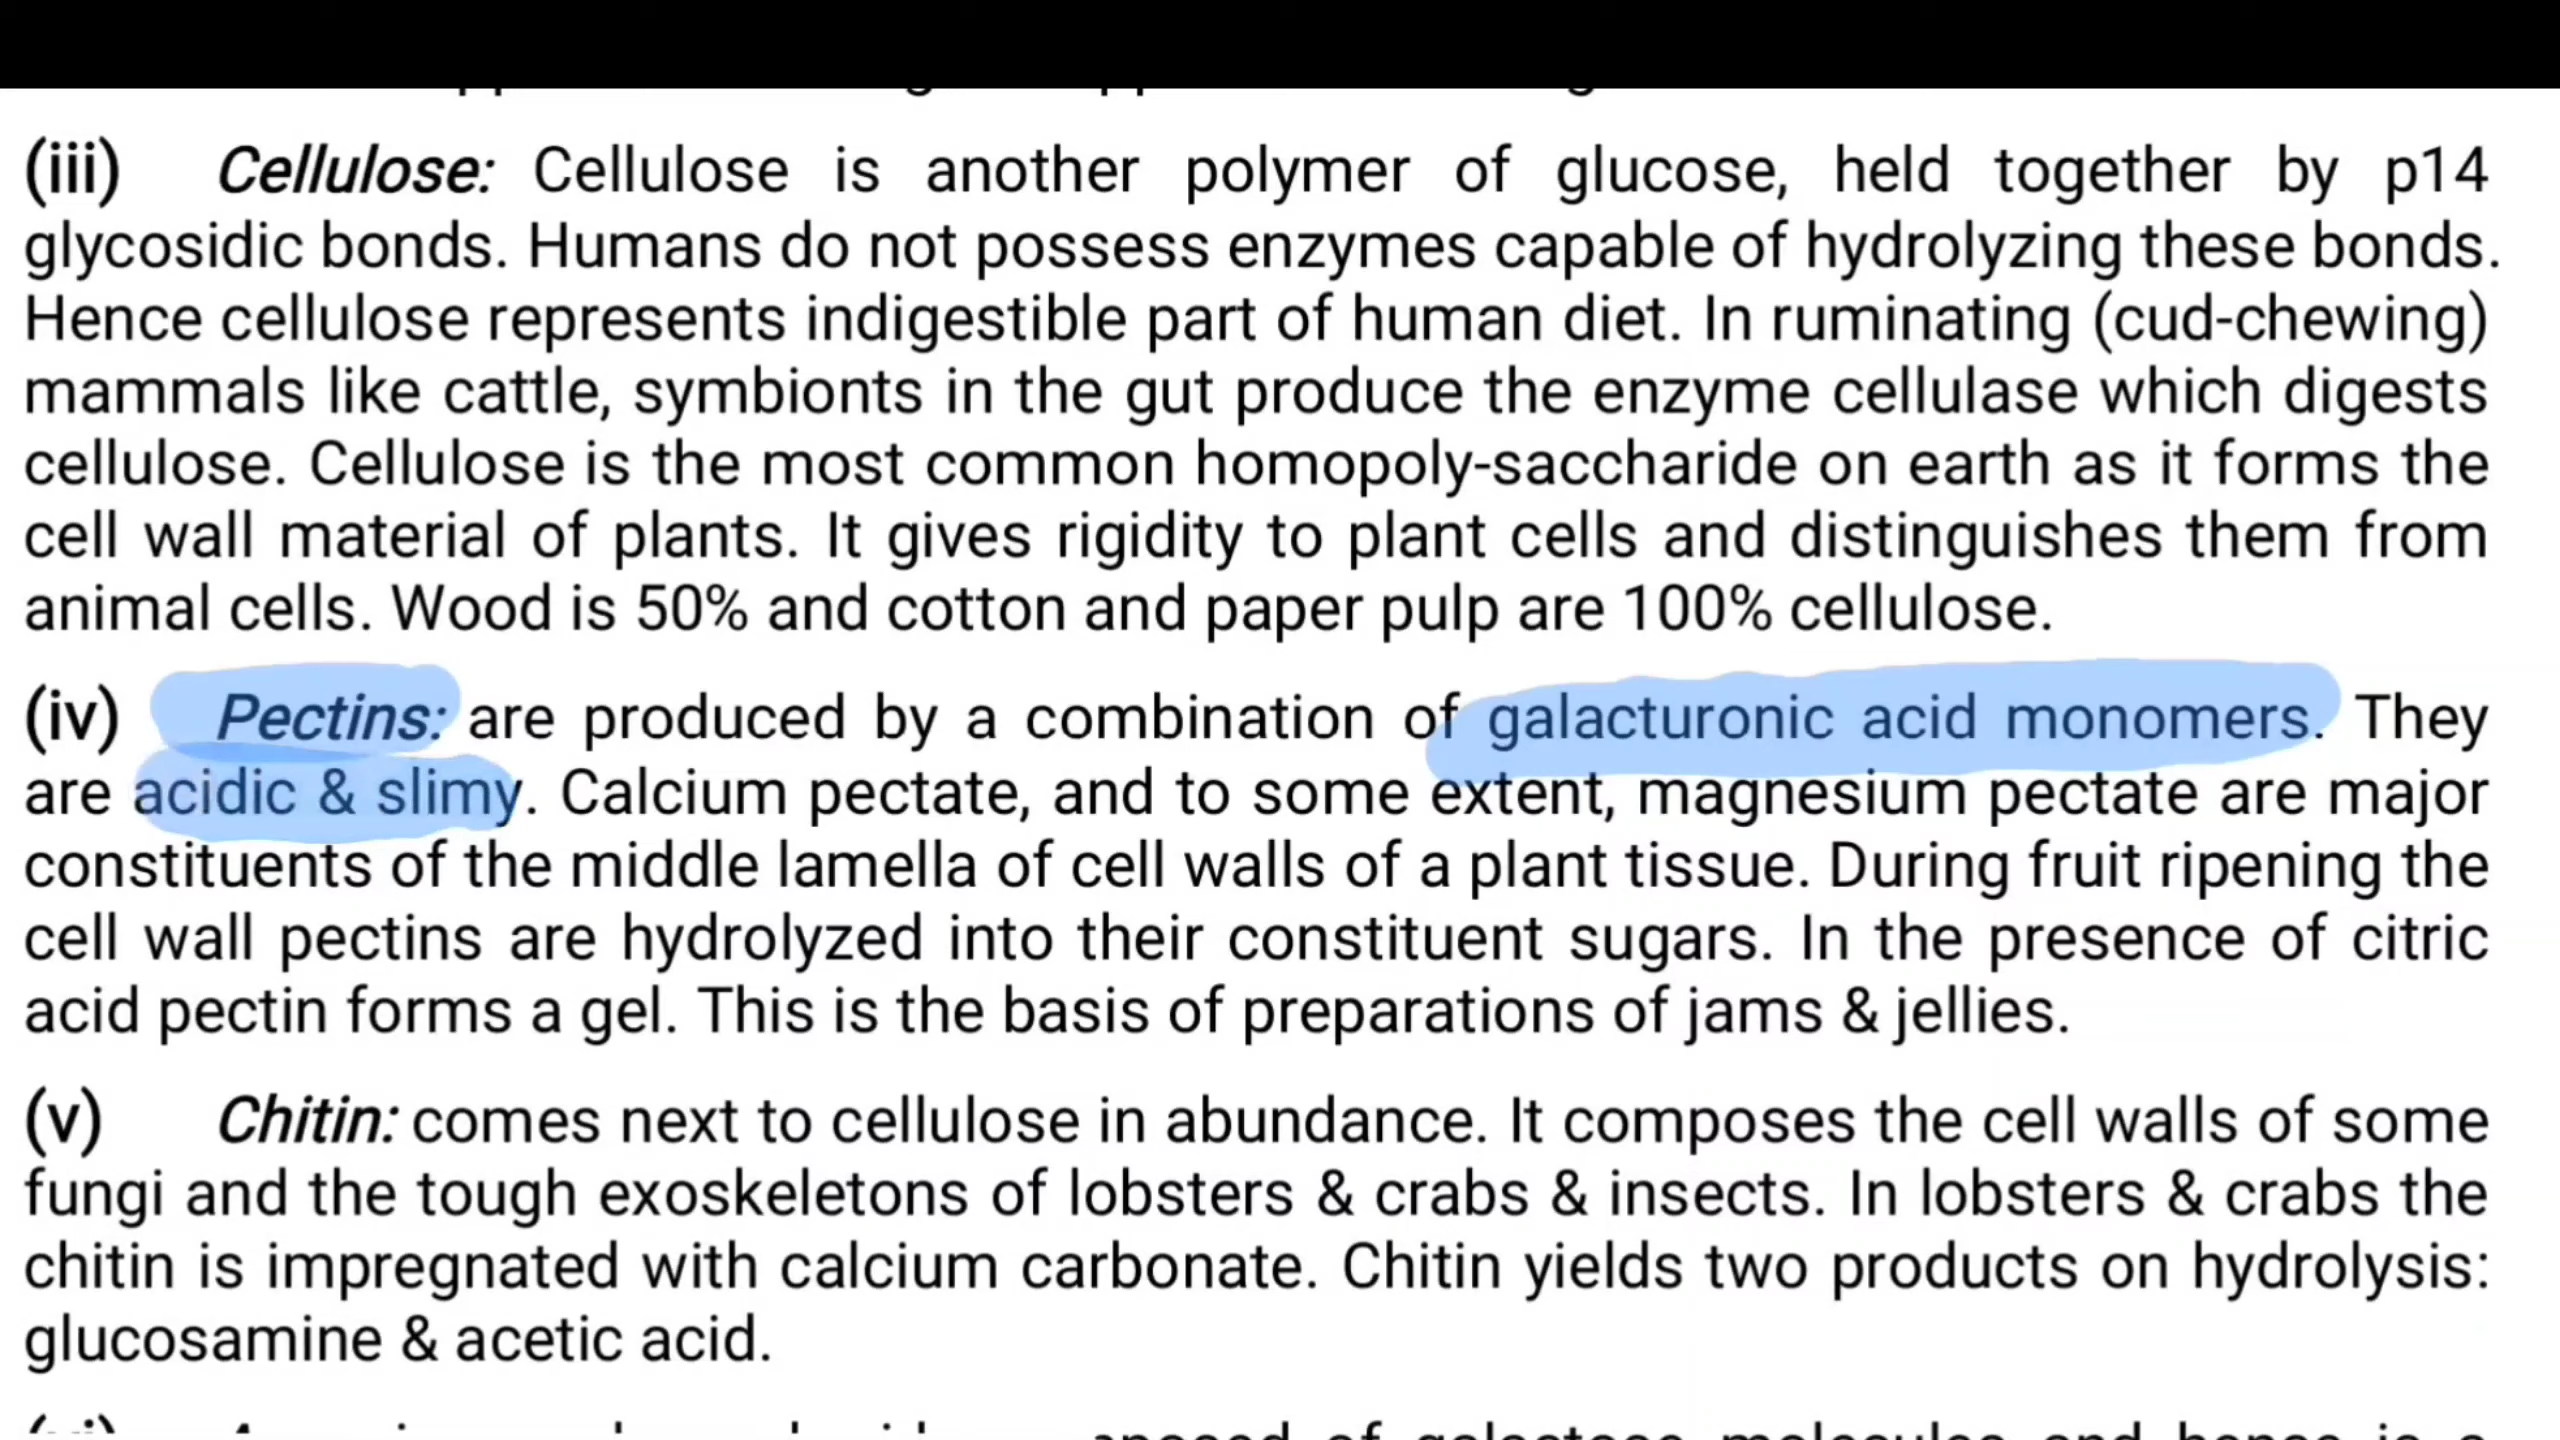 (iii) Cellulose: Cellulose is another polymer of glucose, held together by p14
glycosidic bonds. Humans do not possess enzymes capable of hydrolyzing these bonds.
Hence cellulose represents indigestible part of human diet. In ruminating (cud-chewing)
mammals like cattle, symbionts in the gut produce the enzyme cellulase which digests
cellulose. Cellulose is the most common homopoly-saccharide on earth as it forms the
cell wall material of plants. It gives rigidity to plant cells and distinguishes them from
animal cells. Wood is 50% and cotton and paper pulp are 100% cellulose.
(iv) Pectins: are produced by a combination of galacturonic acid monomers. They
are acidic & slimy. Calcium pectate, and to some extent, magnesium pectate are major
constituents of the middle lamella of cell walls of a plant tissue. During fruit ripening the
cell wall pectins are hydrolyzed into their constituent sugars. In the presence of citric
acid pectin forms a gel. This is the basis of preparations of jams & jellies.
(v) Chitin: comes next to cellulose in abundance. It composes the cell walls of some
fungi and the tough exoskeletons of lobsters & crabs & insects. In lobsters & crabs the
chitin is impregnated with calcium carbonate. Chitin yields two products on hydrolysis:
glucosamine & acetic acid.